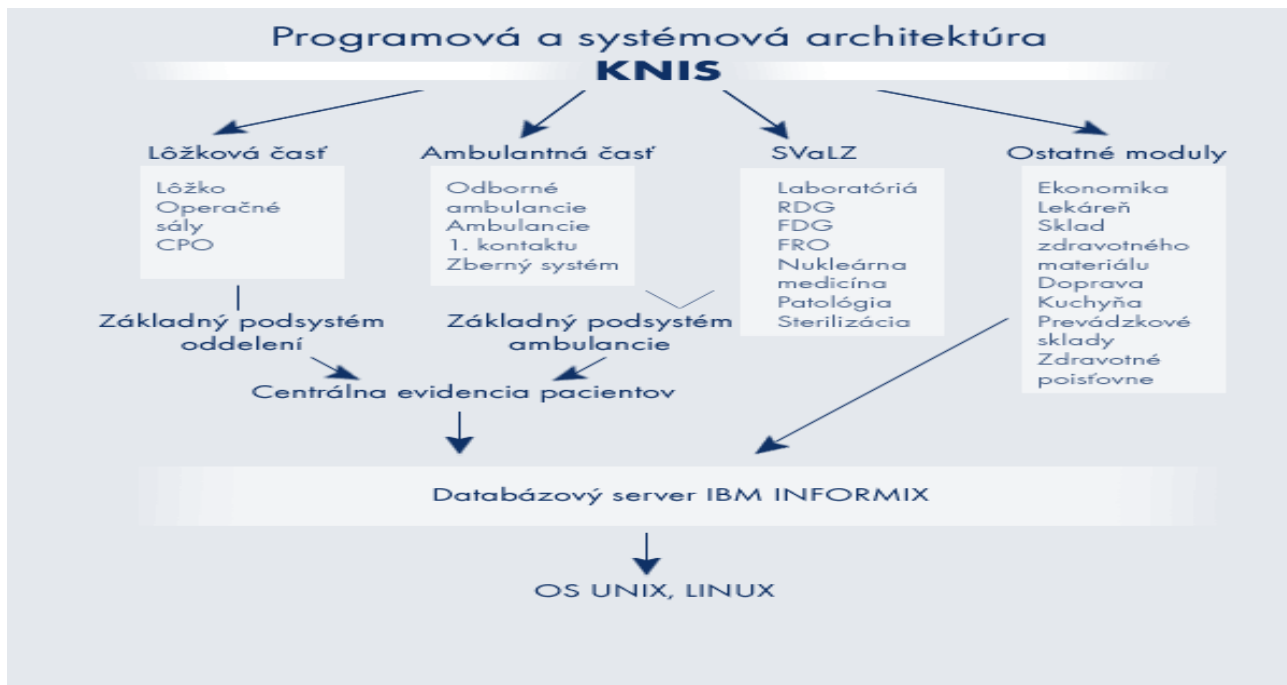 Programová a systémová architektúra
KNIS
Lôžková časť
Lôžko
Operačné
sály
CPO
Ambulantná časť
Odborné
ambulancie
Ambulancie
1. kontaktu
Zberný systém
SVaLZ
Laboratóriá
RDG
FDG
FRO
Nukleárna
medicína
Patológia
Sterilizácia
Ostatné moduly
Ekonomika
Lekáreň
Sklad
zdravotného
materiálu
Doprava
Kuchyňa
Prevádzkové
sklady
Zdravotné
poisťovne
Základný podsystém
oddelení
Základný podsystém
ambulancie
Centrálna evidencia pacientov
Databázový server IBM INFORMIX
OS UNIX, LINUX